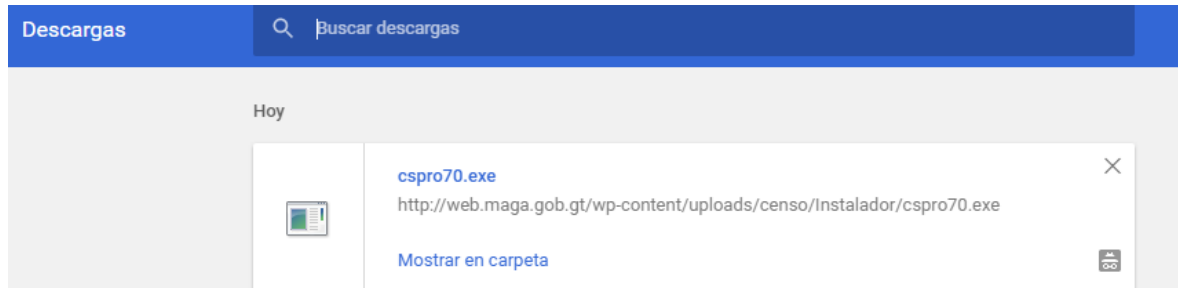 Descargas
Buscar descargas
Hoy
cspro70.exe
http://web.maga.gob.gt/wp-content/uploads/censo/Instalador/cspro70.exe
Mostrar en carpeta